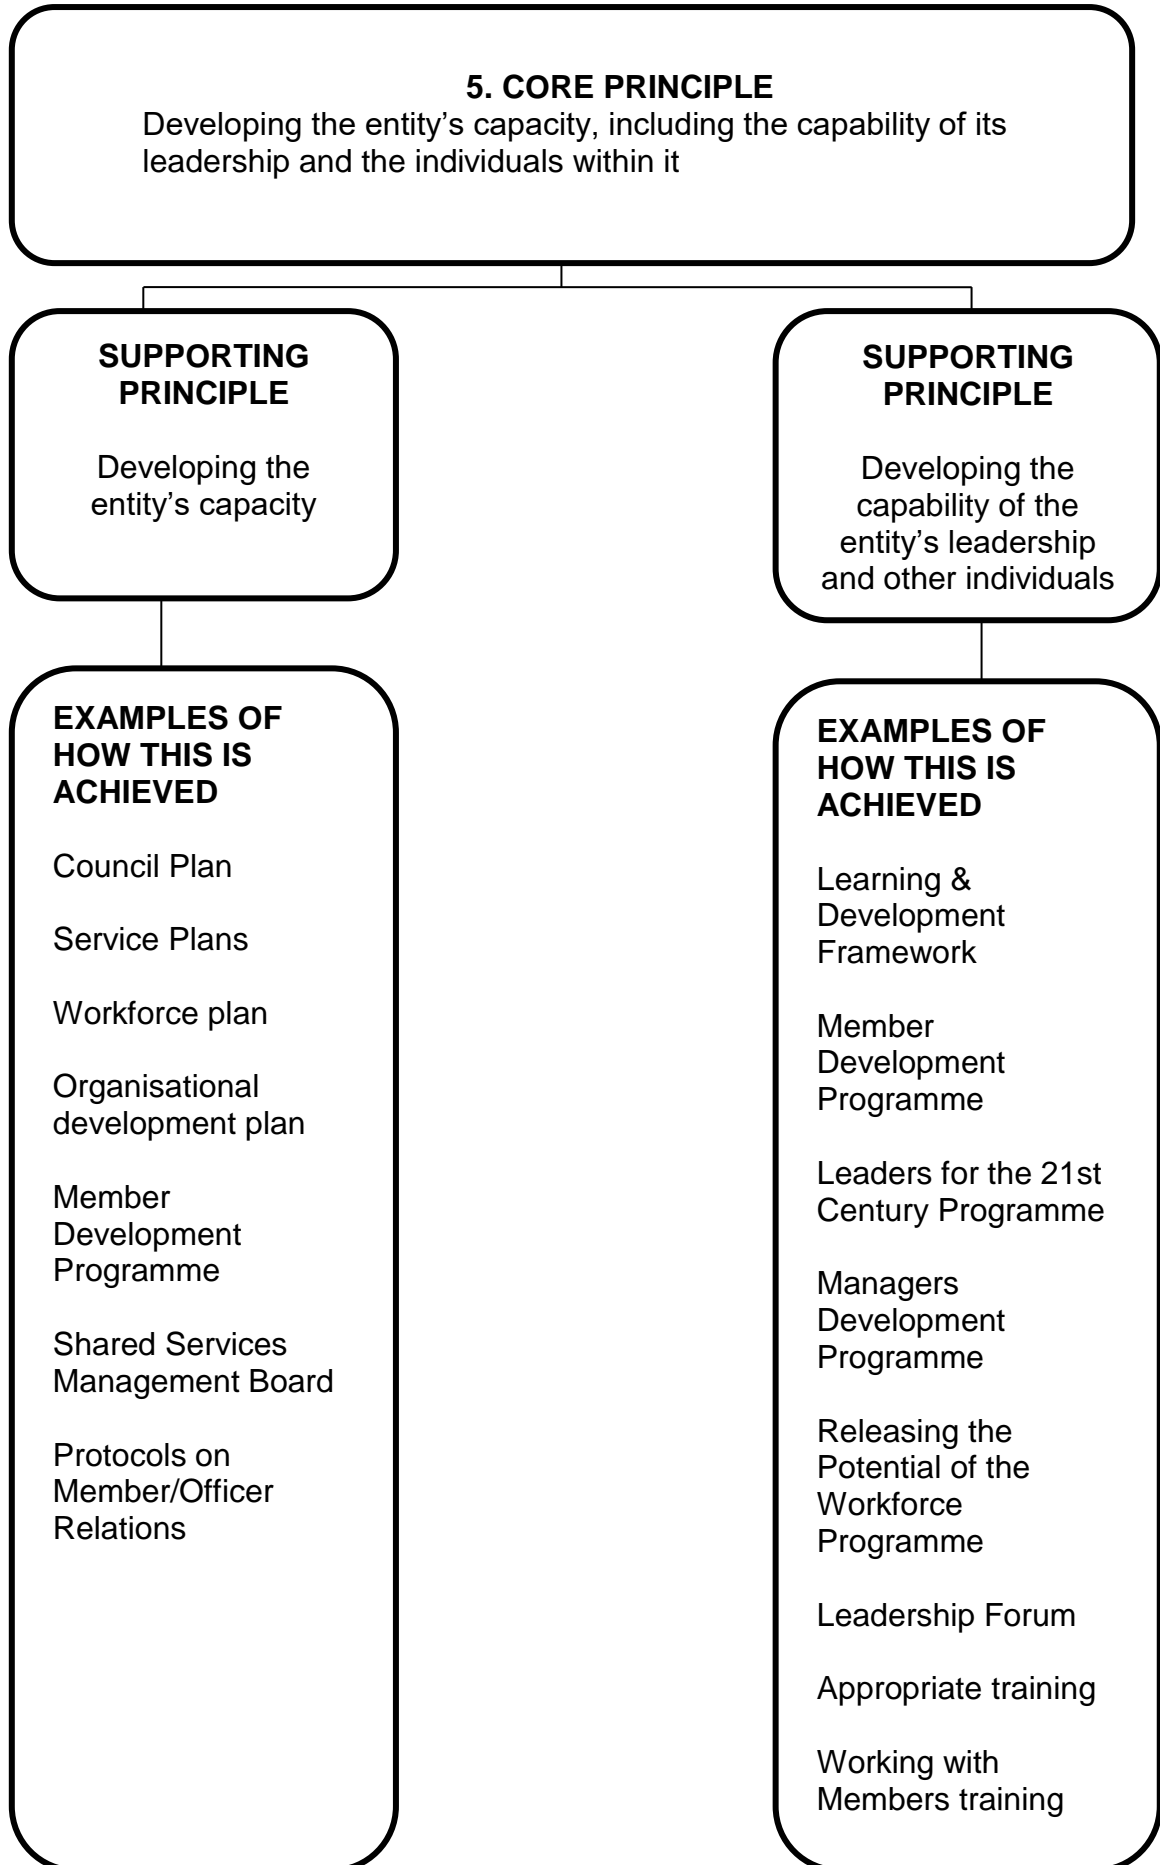 5. CORE PRINCIPLE
Developing the entity’s capacity, including the capability of its
leadership and the individuals within it
SUPPORTING
PRINCIPLE
Developing the
entity’s capacity
EXAMPLES OF
HOW THIS IS
ACHIEVED
Council Plan
Service Plans
Workforce plan
Organisational
development plan
Member
Development
Programme
Shared Services
Management Board
Protocols on
Member/Officer
Relations
SUPPORTING
PRINCIPLE
Developing the
capability of the
entity’s leadership
and other individuals
EXAMPLES OF
HOW THIS IS
ACHIEVED
Learning &
Development
Framework
Member
Development
Programme
Leaders for the 21st
Century Programme
Managers
Development
Programme
Releasing the
Potential of the
Workforce
Programme
Leadership Forum
Appropriate training
Working with
Members training